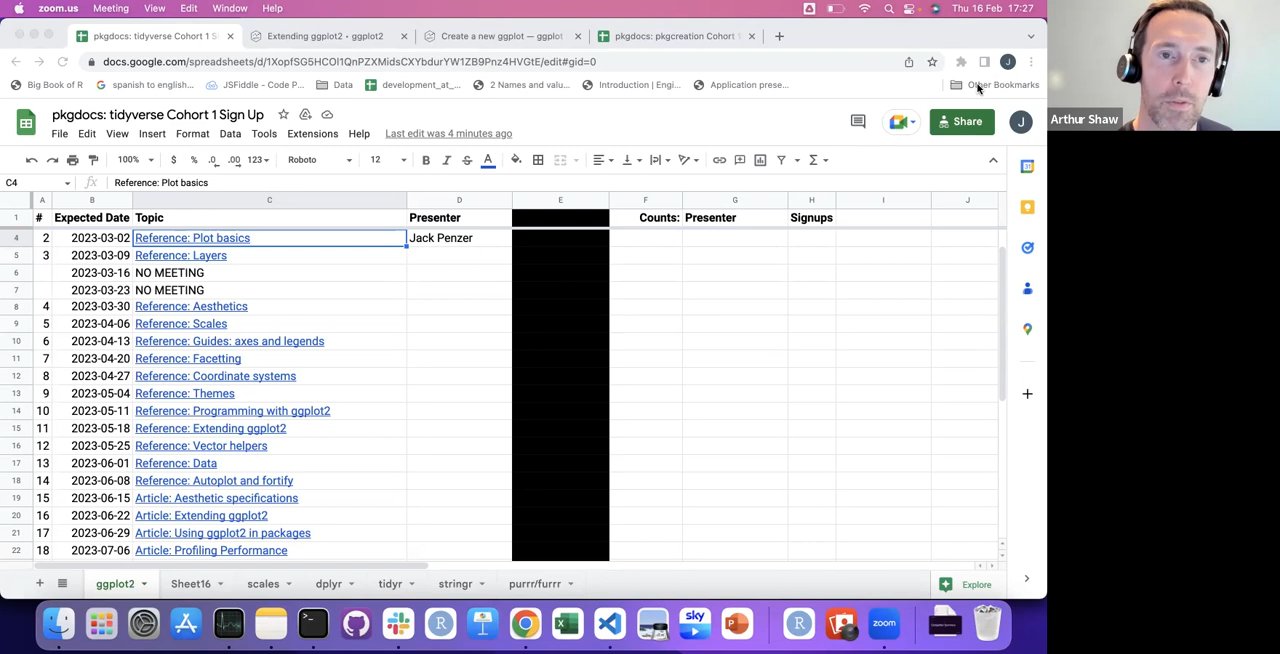 zoom.us Meeting View Edit Window Help Thu 16 Feb 17:27
pkgdocs: tidyverse Cohort 1 S Extending ggplot2 • ggplot2 Create a new ggplot — ggplot pkgdocs: pkgcreation Cohort
docs.google.com/spreadsheets/d/1XopfSG5HCOl1QnPZXMidsCXYbdurYW1ZB9Pnz4HVGtE/edit#gid=0
Big Book of R spanish to english... JSFiddle - Code P... Data development_at_... 2 Names and valu... Introduction | Engi... Application prese... Other Bookmarks
pkgdocs: tidyverse Cohort 1 Sign Up
File Edit View Insert Format Data Tools Extensions Help Last edit was 4 minutes ago
Share J
100% $ % .0 .00 123 Roboto 12 B I S A
C4 fx Reference: Plot basics
A B C D E F G H I J
1 # Expected Date Topic Presenter Counts: Presenter Signups
4 2 2023-03-02 Reference: Plot basics Jack Penzer
5 3 2023-03-09 Reference: Layers
6 2023-03-16 NO MEETING
7 2023-03-23 NO MEETING
8 4 2023-03-30 Reference: Aesthetics
9 5 2023-04-06 Reference: Scales
10 6 2023-04-13 Reference: Guides: axes and legends
11 7 2023-04-20 Reference: Facetting
12 8 2023-04-27 Reference: Coordinate systems
13 9 2023-05-04 Reference: Themes
14 10 2023-05-11 Reference: Programming with ggplot2
15 11 2023-05-18 Reference: Extending ggplot2
16 12 2023-05-25 Reference: Vector helpers
17 13 2023-06-01 Reference: Data
18 14 2023-06-08 Reference: Autoplot and fortify
19 15 2023-06-15 Article: Aesthetic specifications
20 16 2023-06-22 Article: Extending ggplot2
21 17 2023-06-29 Article: Using ggplot2 in packages
22 18 2023-07-06 Article: Profiling Performance
ggplot2 Sheet16 scales dplyr tidyr stringr purrr/furrr Explore
sky
zoom
Arthur Shaw